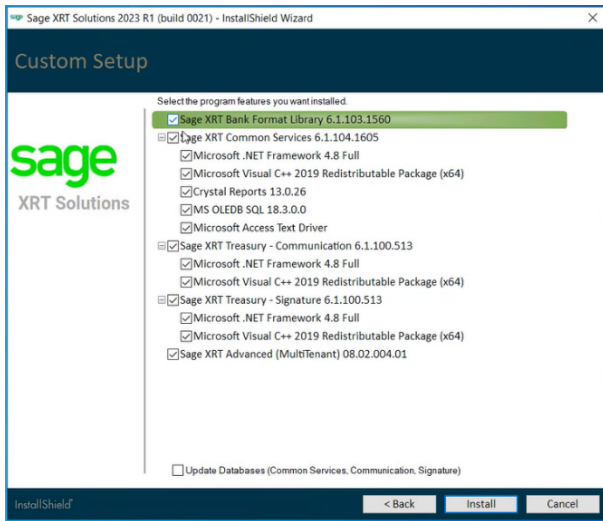 Sage XRT Solutions 2023 R1 (build 0021) - InstallShield Wizard
Custom Setup
Select the program features you want installed.
Sage XRT Bank Format Library 6.1.103.1560
Sage XRT Common Services 6.1.104.1605
Microsoft .NET Framework 4.8 Full
Microsoft Visual C++ 2019 Redistributable Package (x64)
Crystal Reports 13.0.26
MS OLEDB SQL 18.3.0.0
Microsoft Access Text Driver
Sage XRT Treasury - Communication 6.1.100.513
Microsoft .NET Framework 4.8 Full
Microsoft Visual C++ 2019 Redistributable Package (x64)
Sage XRT Treasury - Signature 6.1.100.513
Microsoft .NET Framework 4.8 Full
Microsoft Visual C++ 2019 Redistributable Package (x64)
Sage XRT Advanced (MultiTenant) 08.02.004.01
sage
XRT Solutions
Update Databases (Common Services, Communication, Signature)
InstallShield
< Back
Install
Cancel